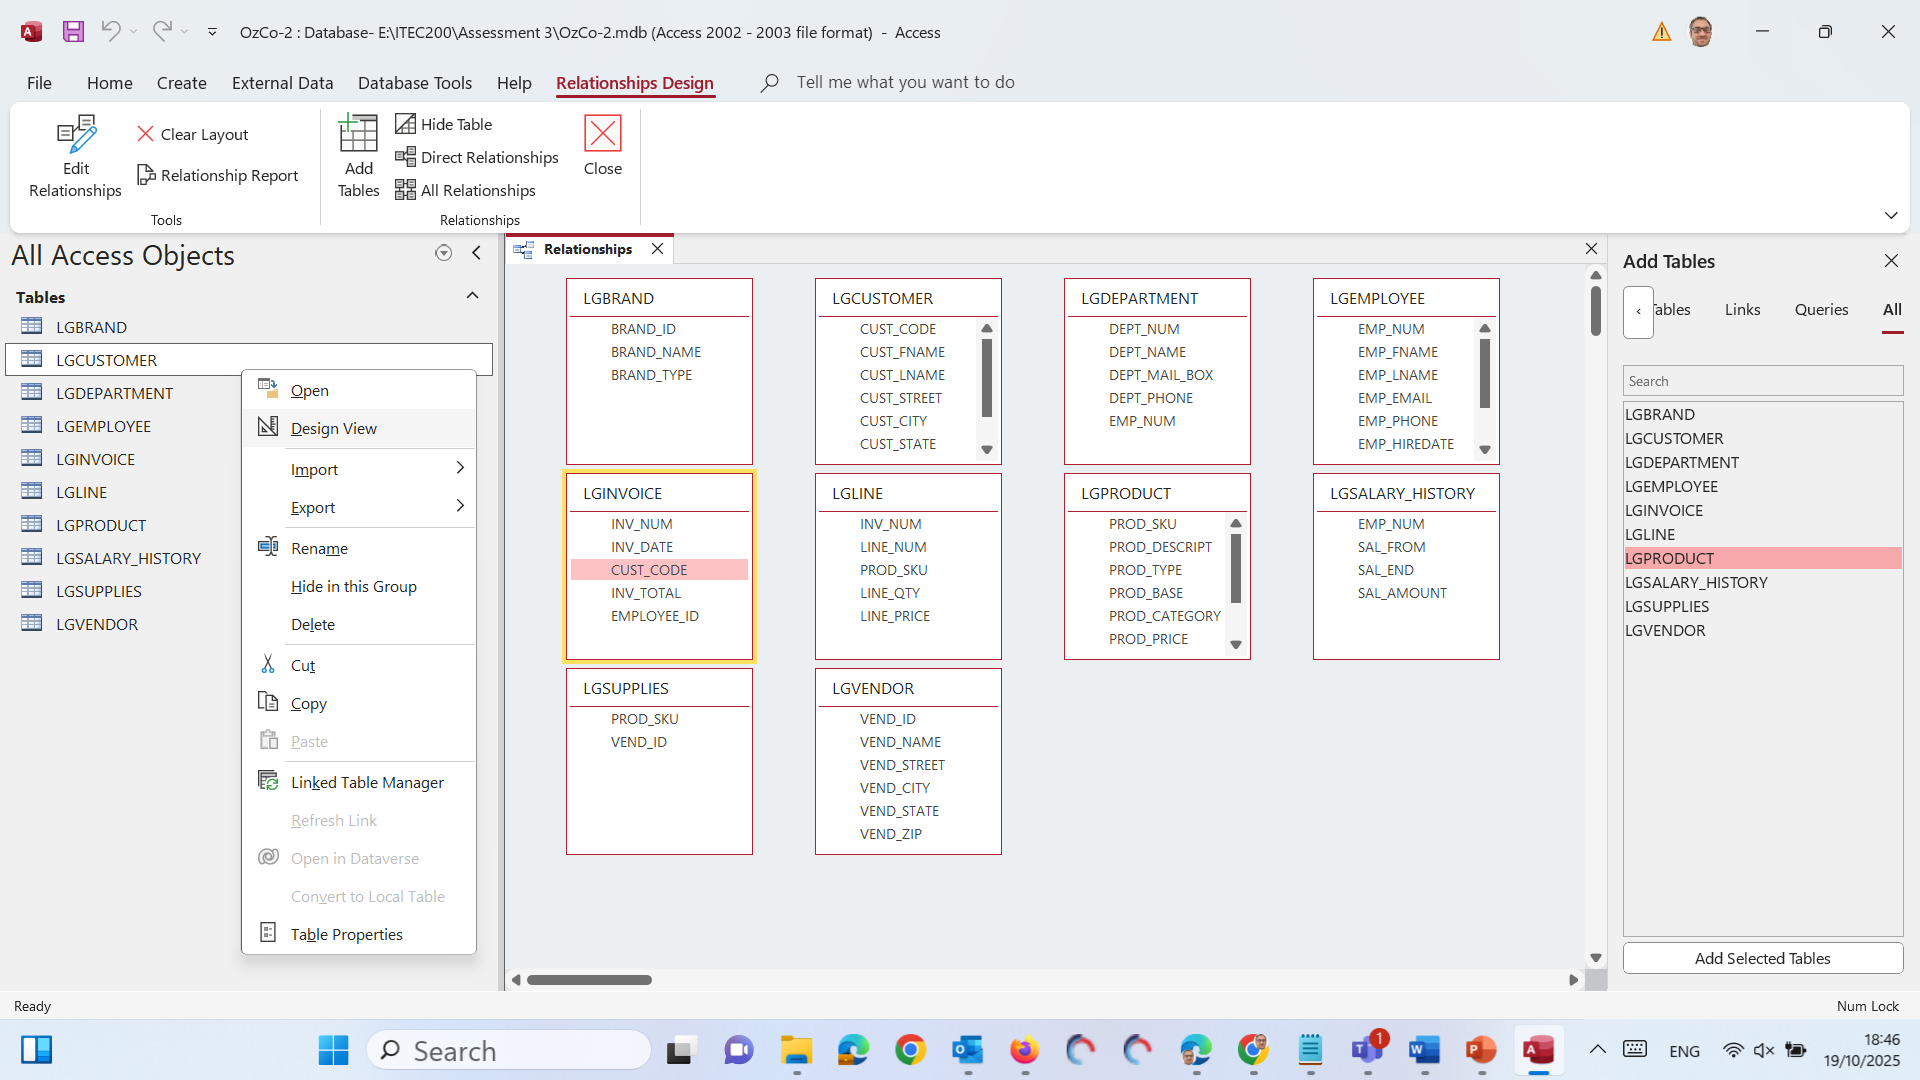 OzCo-2 : Database- E:\ITEC200\Assessment 3\OzCo-2.mdb (Access 2002 - 2003 file format) - Access
File Home Create External Data Database Tools Help Relationships Design Tell me what you want to do
Edit Relationships
Clear Layout
Relationship Report
Tools
Add Tables
Hide Table
Direct Relationships
All Relationships
Close
Relationships
All Access Objects
Tables
LGBRAND
LGCUSTOMER
LGDEPARTMENT
LGEMPLOYEE
LGINVOICE
LGLINE
LGPRODUCT
LGSALARY_HISTORY
LGSUPPLIES
LGVENDOR
Open
Design View
Import
Export
Rename
Hide in this Group
Delete
Cut
Copy
Paste
Linked Table Manager
Refresh Link
Open in Dataverse
Convert to Local Table
Table Properties
Relationships
LGBRAND
BRAND_ID
BRAND_NAME
BRAND_TYPE
LGCUSTOMER
CUST_CODE
CUST_FNAME
CUST_LNAME
CUST_STREET
CUST_CITY
CUST_STATE
LGDEPARTMENT
DEPT_NUM
DEPT_NAME
DEPT_MAIL_BOX
DEPT_PHONE
EMP_NUM
LGEMPLOYEE
EMP_NUM
EMP_FNAME
EMP_LNAME
EMP_EMAIL
EMP_PHONE
EMP_HIREDATE
LGINVOICE
INV_NUM
INV_DATE
CUST_CODE
INV_TOTAL
EMPLOYEE_ID
LGLINE
INV_NUM
LINE_NUM
PROD_SKU
LINE_QTY
LINE_PRICE
LGPRODUCT
PROD_SKU
PROD_DESCRIPT
PROD_TYPE
PROD_BASE
PROD_CATEGORY
PROD_PRICE
LGSALARY_HISTORY
EMP_NUM
SAL_FROM
SAL_END
SAL_AMOUNT
LGSUPPLIES
PROD_SKU
VEND_ID
LGVENDOR
VEND_ID
VEND_NAME
VEND_STREET
VEND_CITY
VEND_STATE
VEND_ZIP
Add Tables
ables Links Queries All
Search
LGBRAND
LGCUSTOMER
LGDEPARTMENT
LGEMPLOYEE
LGINVOICE
LGLINE
LGPRODUCT
LGSALARY_HISTORY
LGSUPPLIES
LGVENDOR
Add Selected Tables
Ready
Num Lock
Search
1
ENG
18:46
19/10/2025